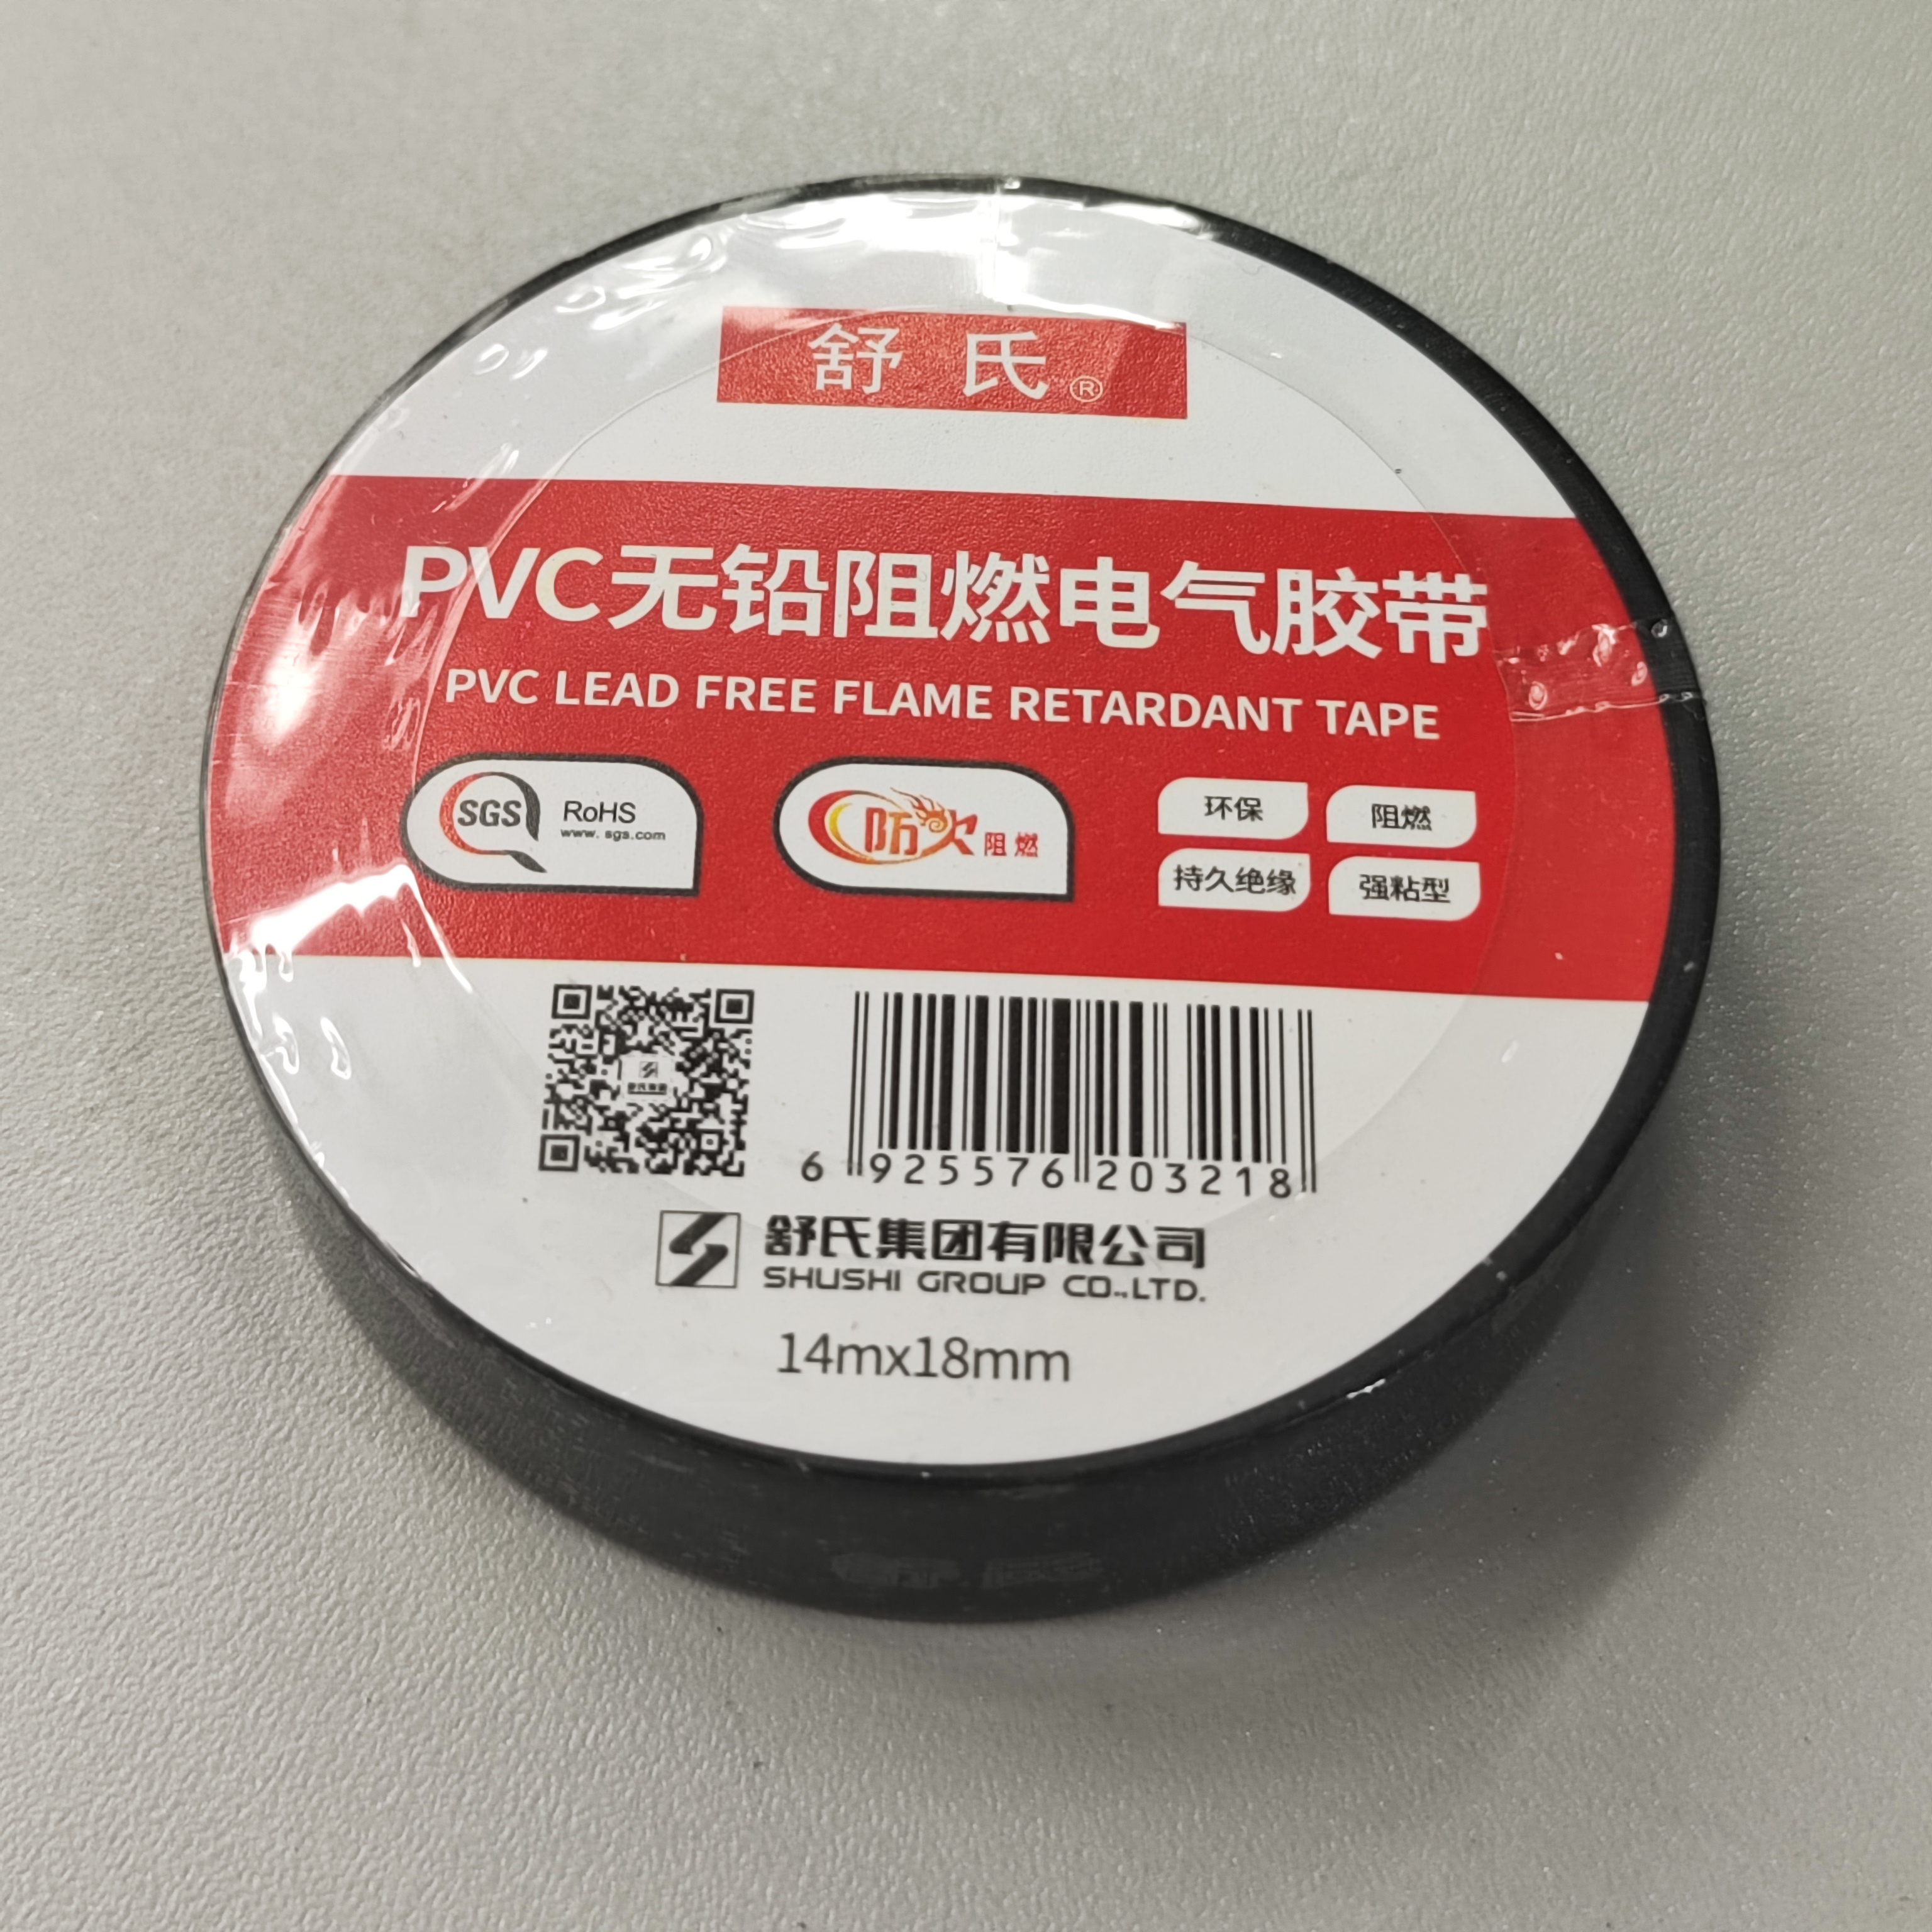 舒氏®
PVC无铅阻燃电气胶带
PVC LEAD FREE FLAME RETARDANT TAPE
SGS RoHS
www.sgs.com
防火 阻燃
环保 阻燃
持久绝缘 强粘型
6 925576 203218
舒氏集团有限公司
SHUSHI GROUP CO.,LTD.
14mx18mm